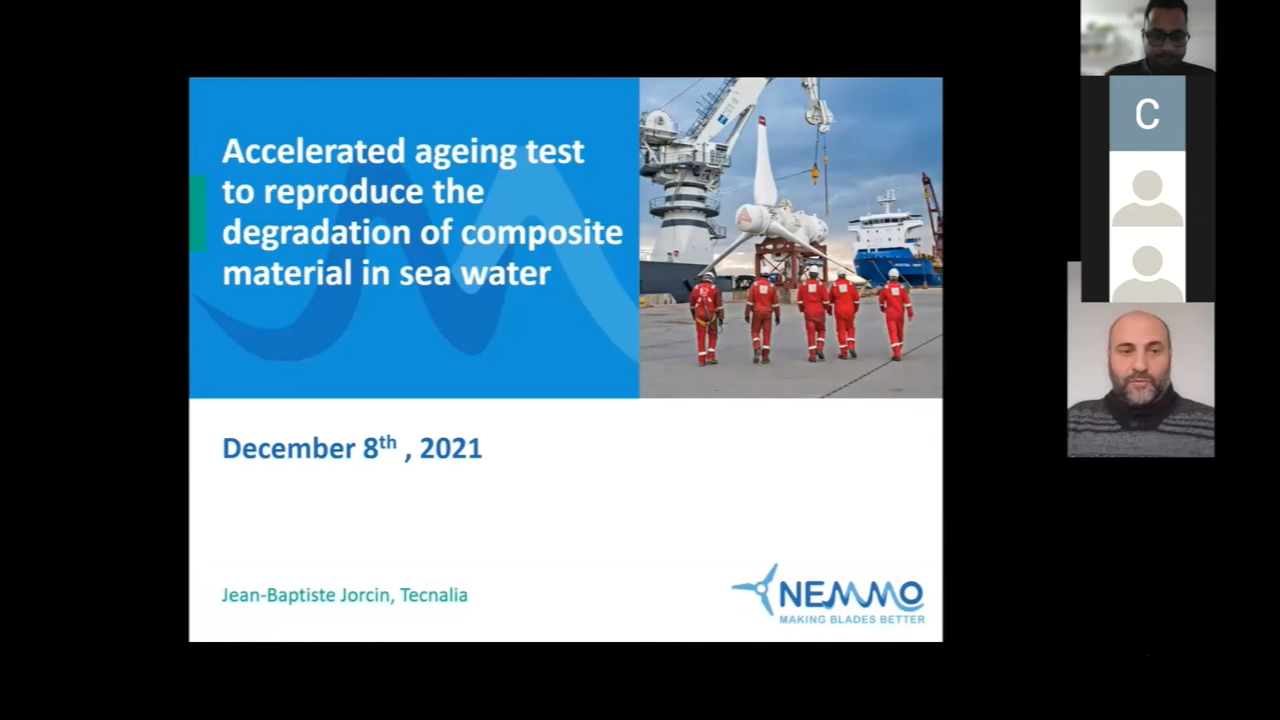 Accelerated ageing test
to reproduce the
degradation of composite
material in sea water
December 8th , 2021
Jean-Baptiste Jorcin, Tecnalia
NEMMO
MAKING BLADES BETTER
C